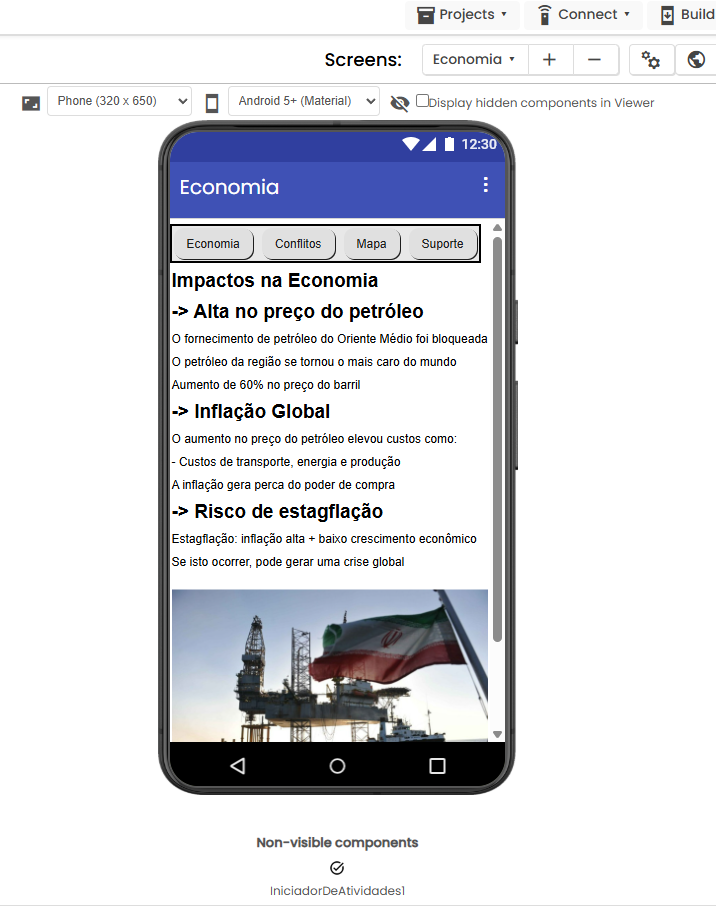 Projects
Connect
Build
Screens:
Economia
Phone (320 x 650)
Android 5+ (Material)
Display hidden components in Viewer
12:30
Economia
Economia
Conflitos
Mapa
Suporte
Impactos na Economia
-> Alta no preço do petróleo
O fornecimento de petróleo do Oriente Médio foi bloqueada
O petróleo da região se tornou o mais caro do mundo
Aumento de 60% no preço do barril
-> Inflação Global
O aumento no preço do petróleo elevou custos como:
- Custos de transporte, energia e produção
A inflação gera perca do poder de compra
-> Risco de estagflação
Estagflação: inflação alta + baixo crescimento econômico
Se isto ocorrer, pode gerar uma crise global
Non-visible components
IniciadorDeAtividades1